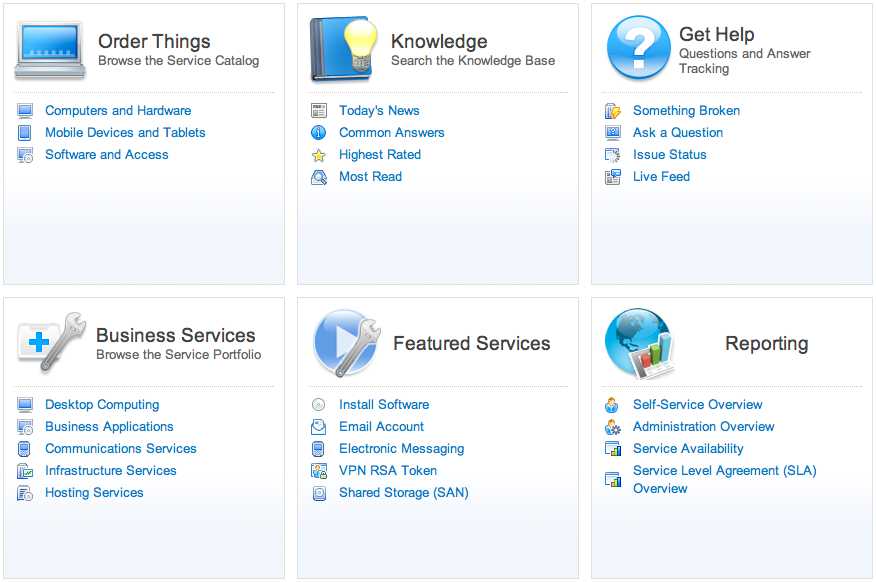 Order Things
Browse the Service Catalog
Computers and Hardware
Mobile Devices and Tablets
Software and Access
Knowledge
Search the Knowledge Base
Today's News
Common Answers
Highest Rated
Most Read
Get Help
Questions and Answer
Tracking
Something Broken
Ask a Question
Issue Status
Live Feed
Business Services
Browse the Service Portfolio
Desktop Computing
Business Applications
Communications Services
Infrastructure Services
Hosting Services
Featured Services
Install Software
Email Account
Electronic Messaging
VPN RSA Token
Shared Storage (SAN)
Reporting
Self-Service Overview
Administration Overview
Service Availability
Service Level Agreement (SLA)
Overview